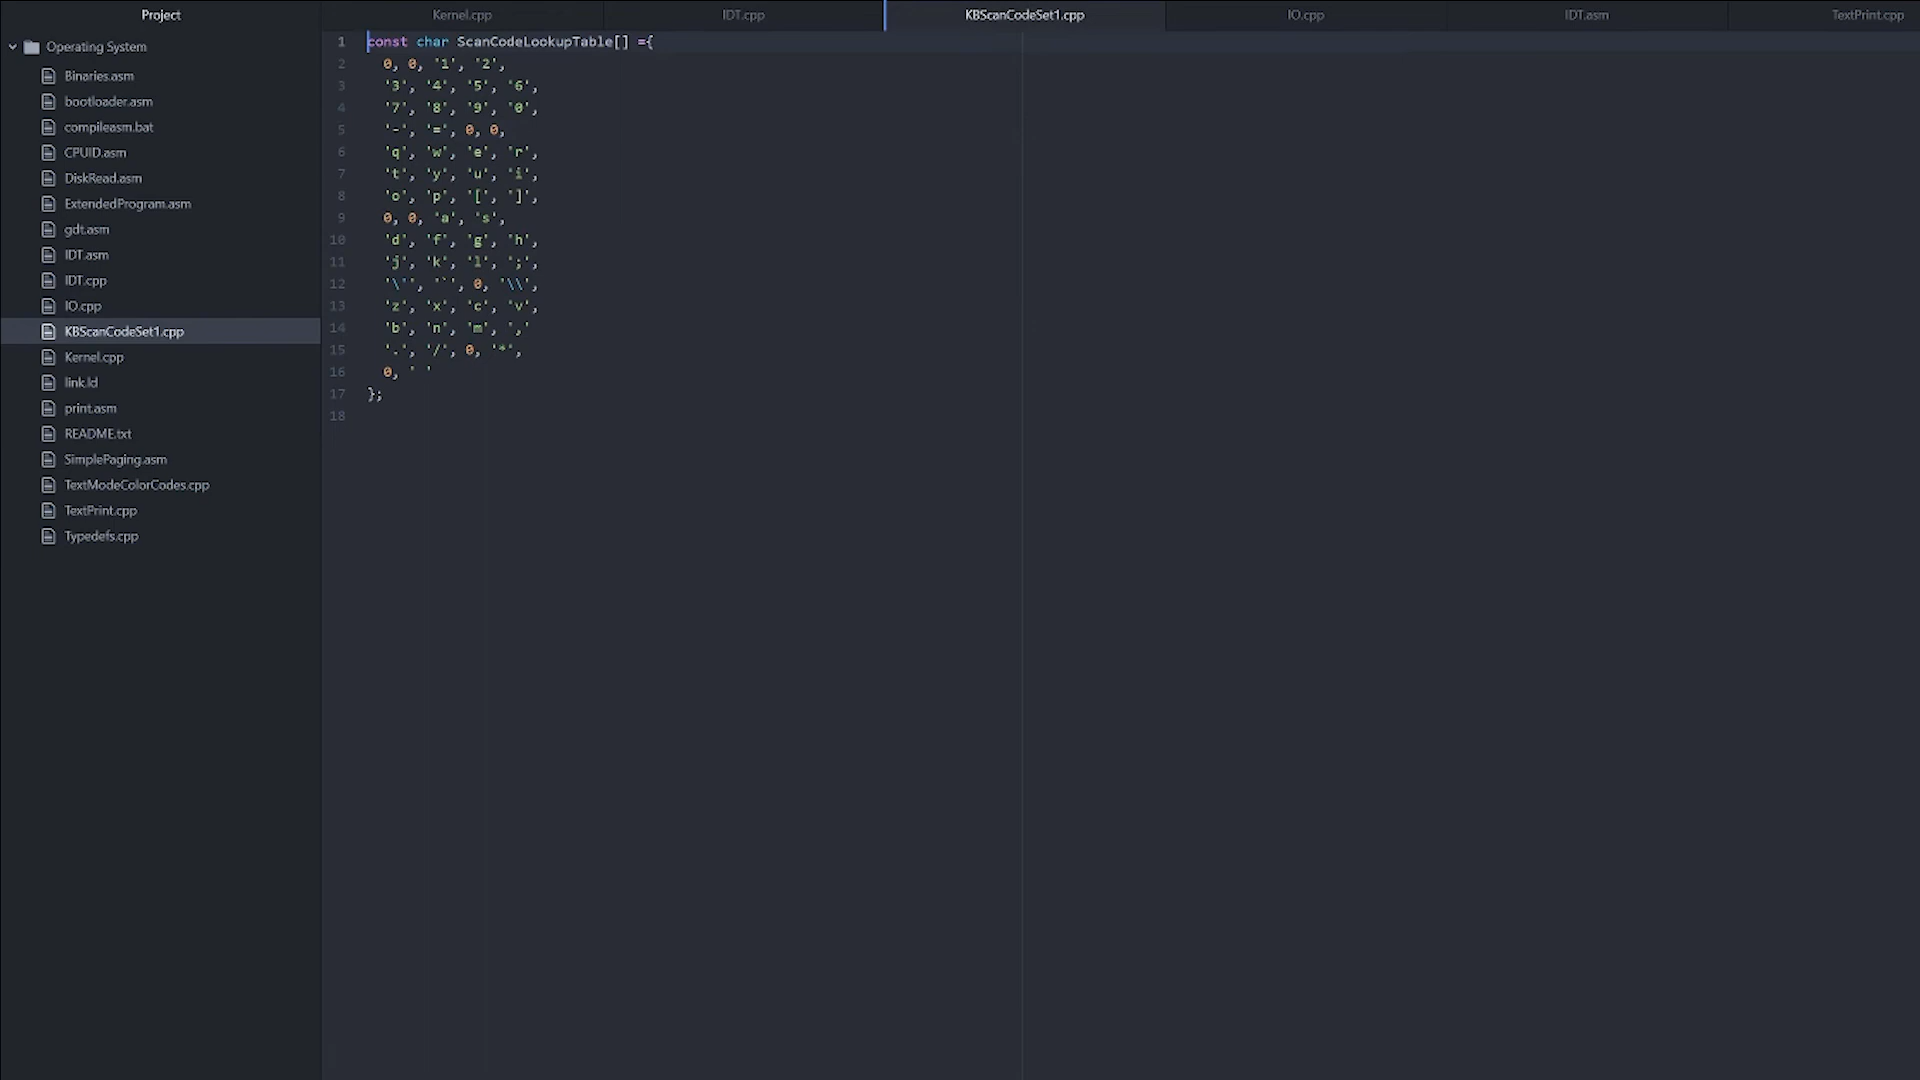 Project
Operating System
Binaries.asm
bootloader.asm
compileasm.bat
CPUID.asm
DiskRead.asm
ExtendedProgram.asm
gdt.asm
IDT.asm
IDT.cpp
IO.cpp
KBScanCodeSet1.cpp
Kernel.cpp
link.ld
print.asm
README.txt
SimplePaging.asm
TextModeColorCodes.cpp
TextPrint.cpp
Typedefs.cpp
Kernel.cpp IDT.cpp KBScanCodeSet1.cpp IO.cpp IDT.asm TextPrint.cpp
1 const char ScanCodeLookupTable[] ={
2 0, 0, '1', '2',
3 '3', '4', '5', '6',
4 '7', '8', '9', '0',
5 '-', '=', 0, 0,
6 'q', 'w', 'e', 'r',
7 't', 'y', 'u', 'i',
8 'o', 'p', '[', ']',
9 0, 0, 'a', 's',
10 'd', 'f', 'g', 'h',
11 'j', 'k', 'l', ';',
12 '\'', '`', 0, '\\',
13 'z', 'x', 'c', 'v',
14 'b', 'n', 'm', ','
15 '.', '/', 0, '*',
16 0, ' '
17 };
18